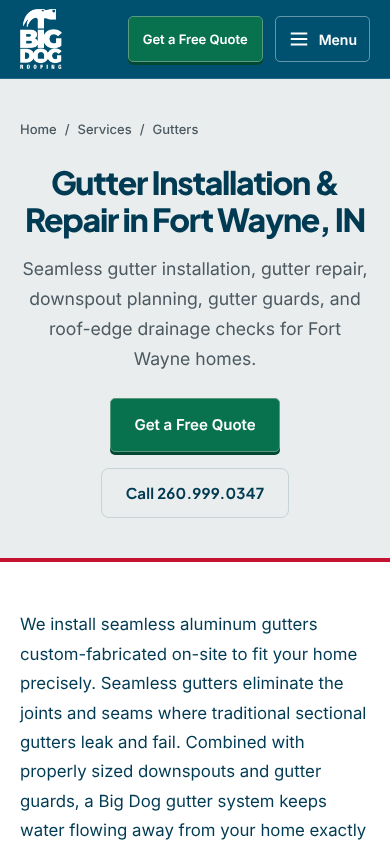 BIG
DOG
ROOFING
Get a Free Quote
Menu
Home / Services / Gutters
Gutter Installation &
Repair in Fort Wayne, IN
Seamless gutter installation, gutter repair,
downspout planning, gutter guards, and
roof-edge drainage checks for Fort
Wayne homes.
Get a Free Quote
Call 260.999.0347
We install seamless aluminum gutters
custom-fabricated on-site to fit your home
precisely. Seamless gutters eliminate the
joints and seams where traditional sectional
gutters leak and fail. Combined with
properly sized downspouts and gutter
guards, a Big Dog gutter system keeps
water flowing away from your home exactly